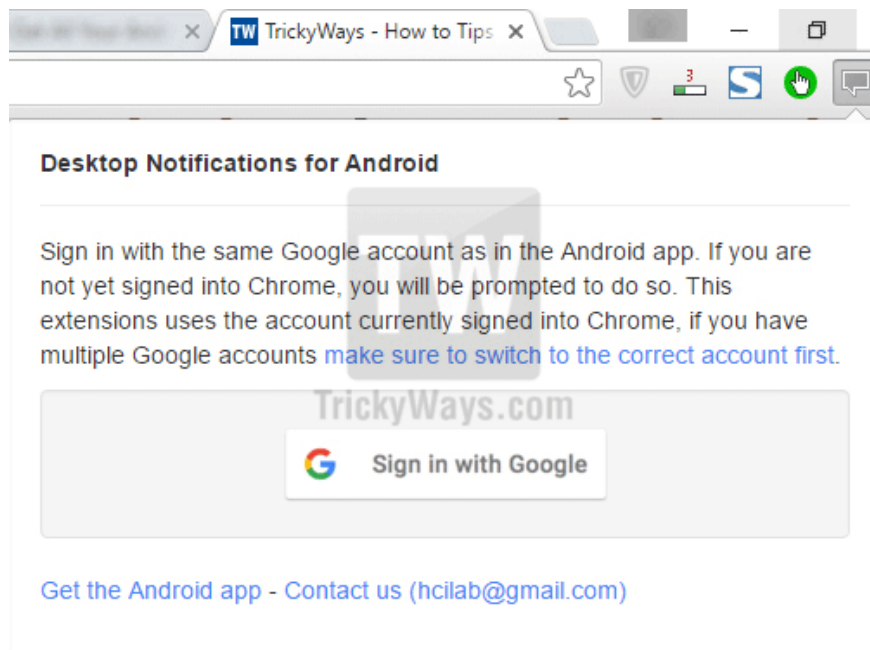 TW TrickyWays - How to Tips
3
Desktop Notifications for Android
Sign in with the same Google account as in the Android app. If you are
not yet signed into Chrome, you will be prompted to do so. This
extensions uses the account currently signed into Chrome, if you have
multiple Google accounts make sure to switch to the correct account first.
TW
TrickyWays.com
Sign in with Google
Get the Android app - Contact us (hcilab@gmail.com)